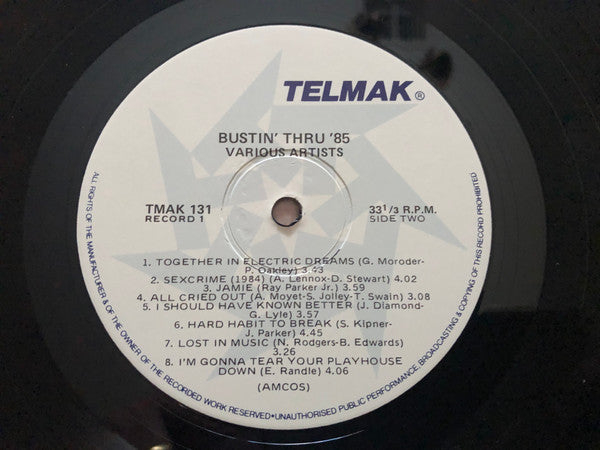 TELMAK®
BUSTIN' THRU '85
VARIOUS ARTISTS
TMAK 131
RECORD 1
33 1/3 R.P.M.
SIDE TWO
1. TOGETHER IN ELECTRIC DREAMS (G. Moroder-
P. Oakley) 3.43
2. SEXCRIME (1984) (A. Lennox-D. Stewart) 4.02
3. JAMIE (Ray Parker Jr.) 3.59
4. ALL CRIED OUT (A. Moyet-S. Jolley-T. Swain) 3.08
5. I SHOULD HAVE KNOWN BETTER (J. Diamond-
G. Lyle) 3.57
6. HARD HABIT TO BREAK (S. Kipner-
J. Parker) 4.45
7. LOST IN MUSIC (N. Rodgers-B. Edwards)
3.26
8. I'M GONNA TEAR YOUR PLAYHOUSE
DOWN (E. Randle) 4.06
(AMCOS)
ALL RIGHTS OF THE MANUFACTURER & OF THE OWNER OF THE RECORDED WORK RESERVED•UNAUTHORISED PUBLIC PERFORMANCE, BROADCASTING & COPYING OF THIS RECORD PROHIBITED